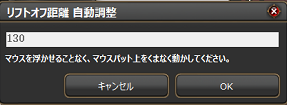 リフトオフ距離 自動調整
130
マウスを浮かせることなく、マウスパット上をくまなく動かしてください。
キャンセル
OK